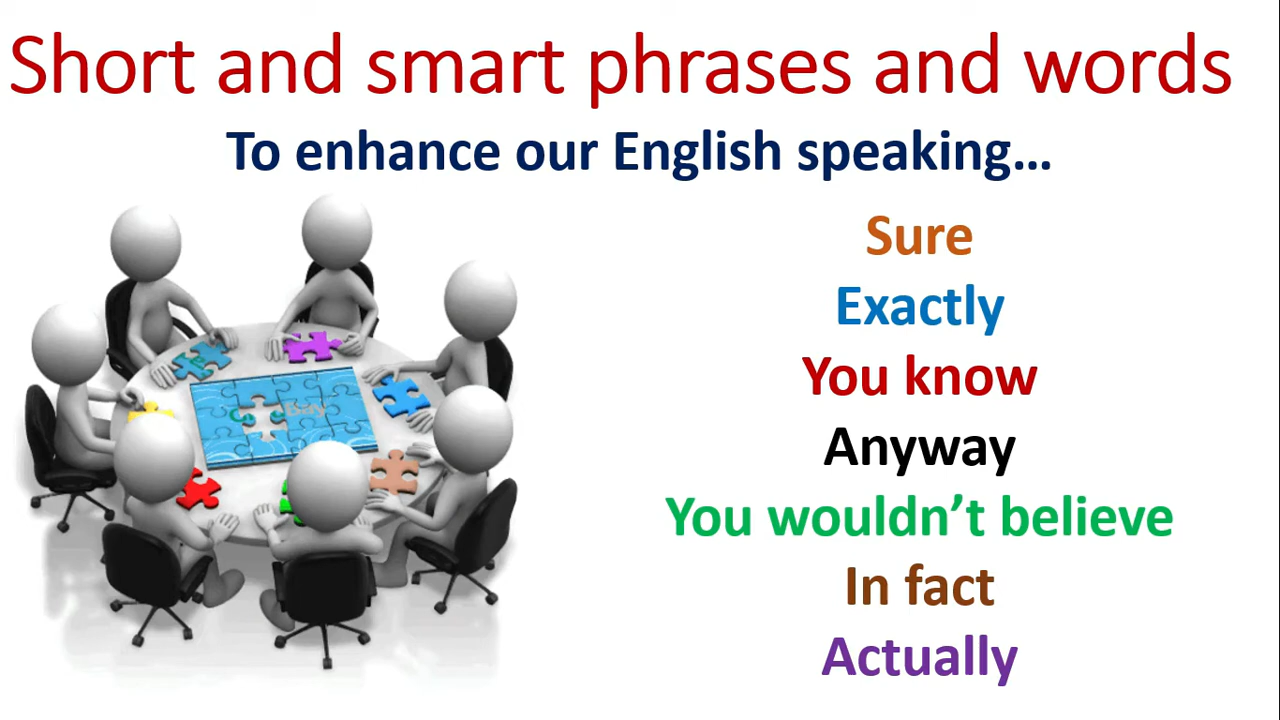 Short and smart phrases and words
To enhance our English speaking...
Sure
Exactly
You know
Anyway
You wouldn’t believe
In fact
Actually